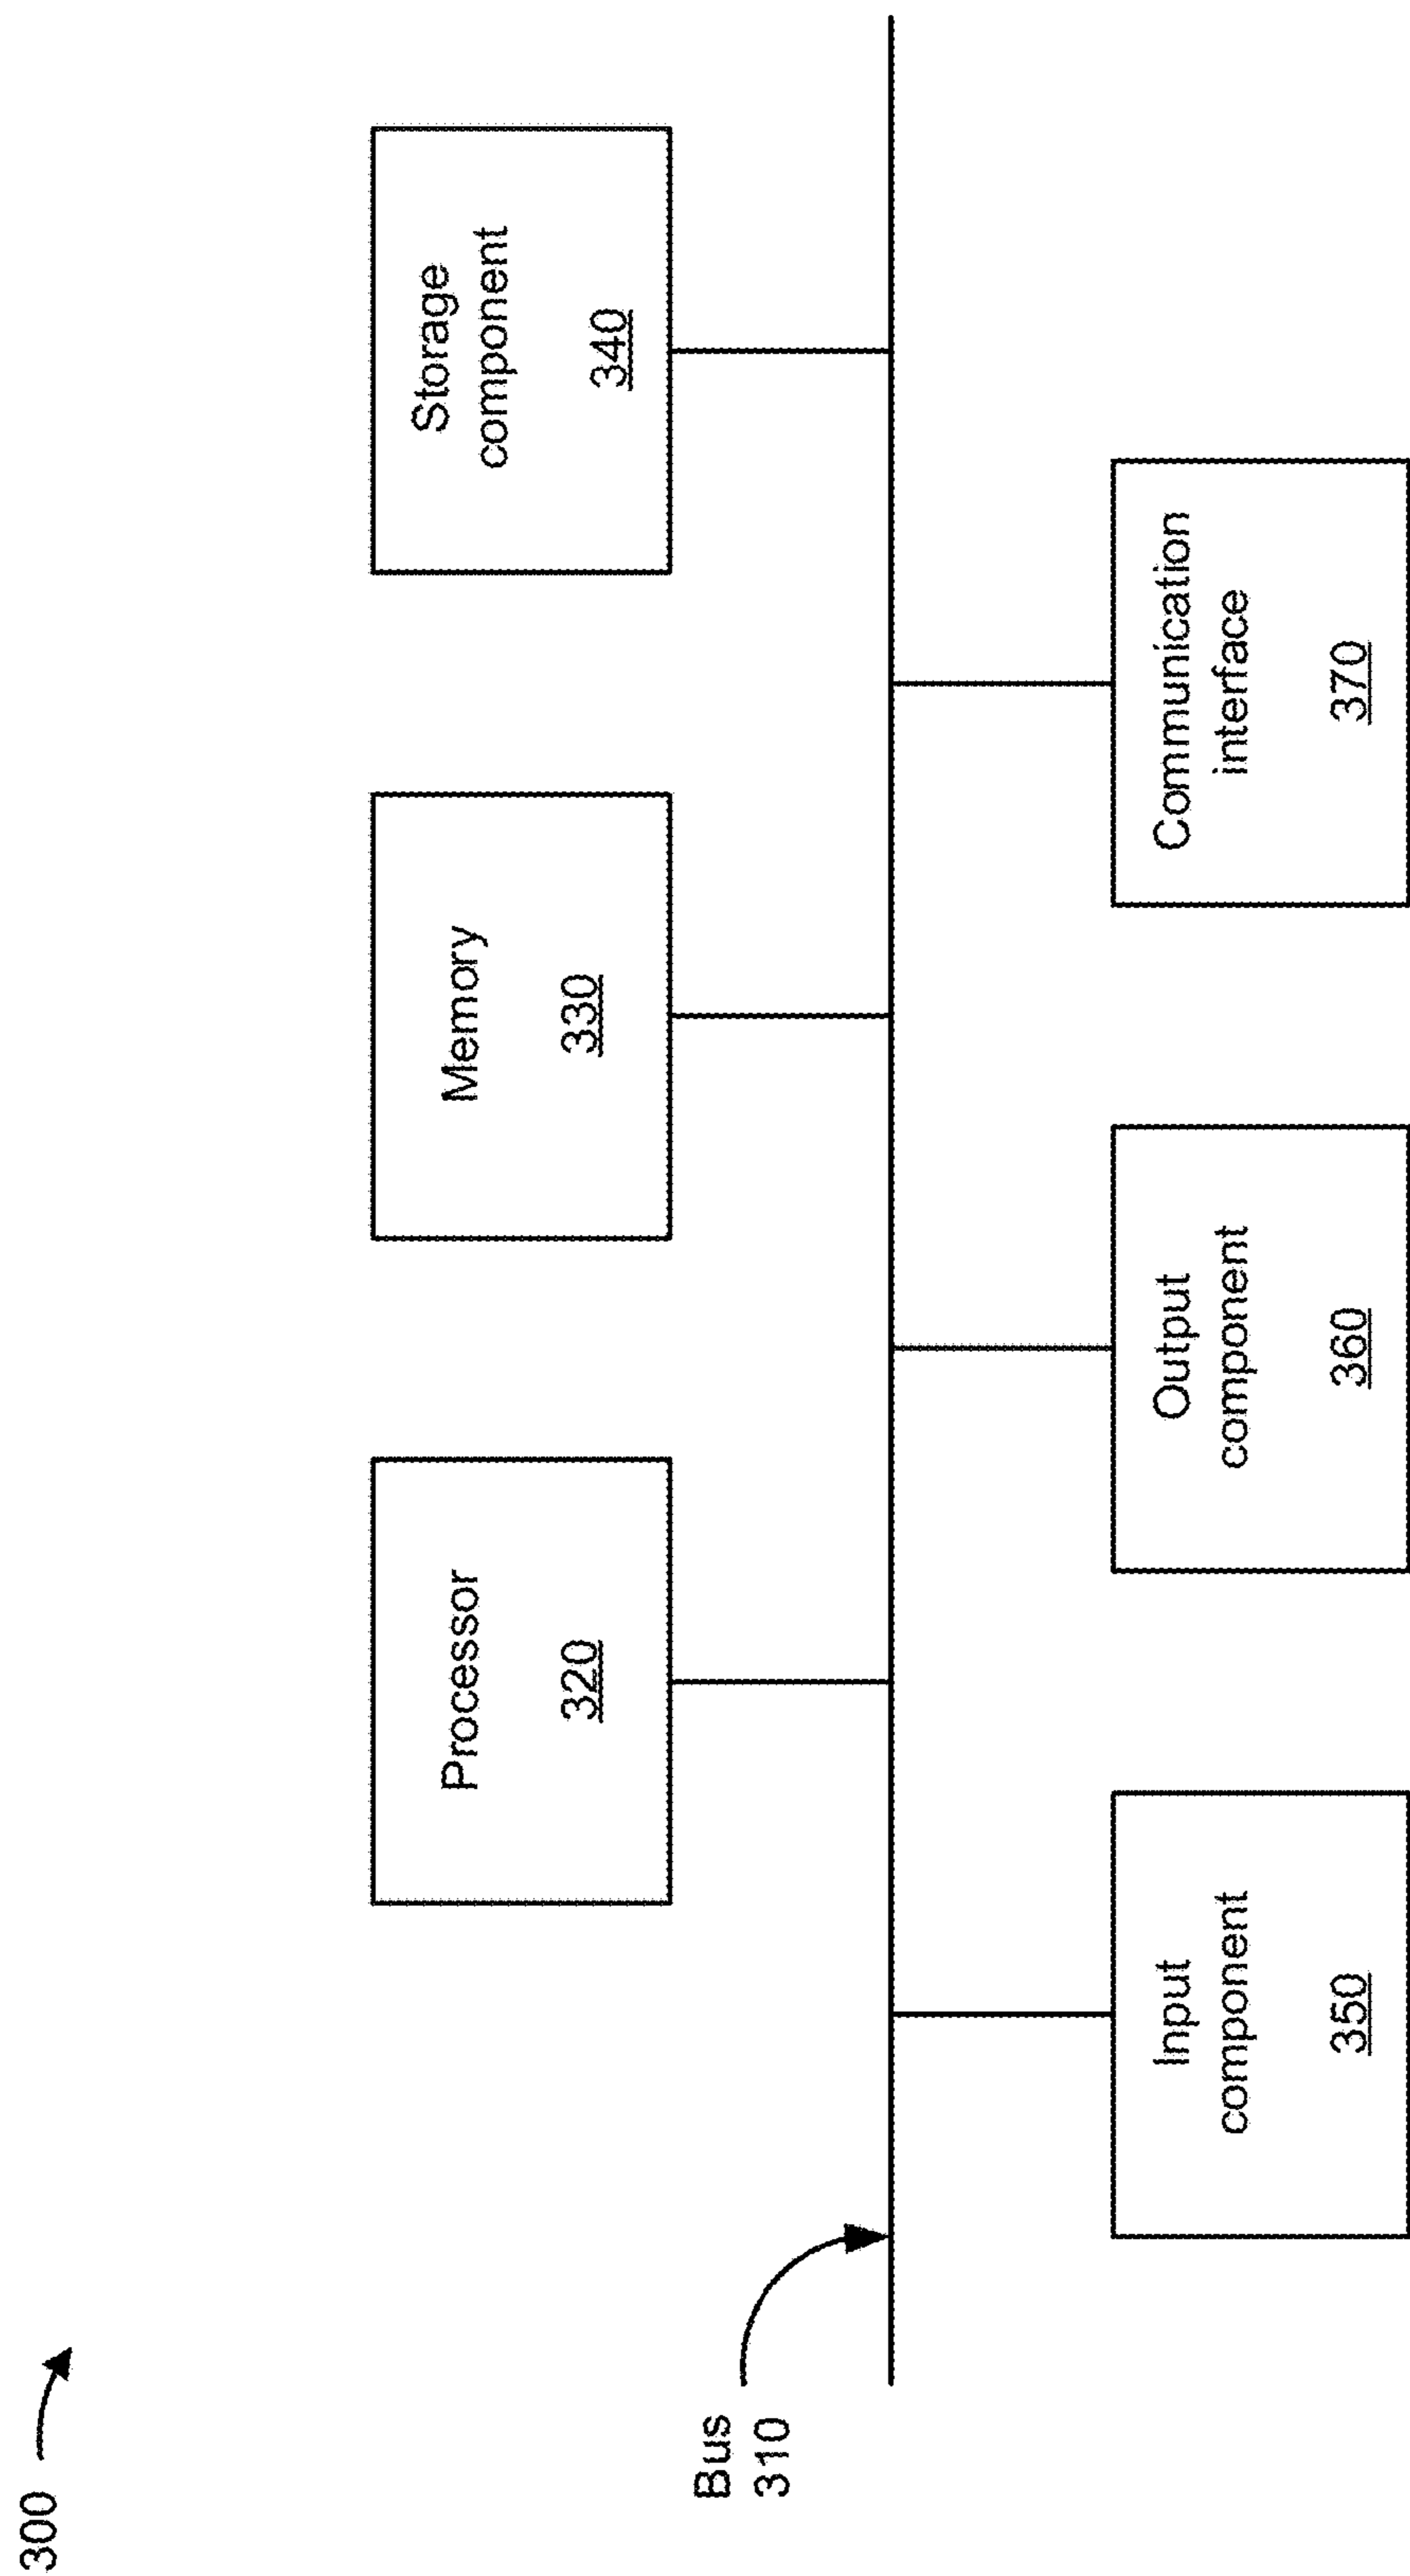 300
Bus
310
Processor
320
Memory
330
Storage
component
340
Input
component
350
Output
component
360
Communication
interface
370